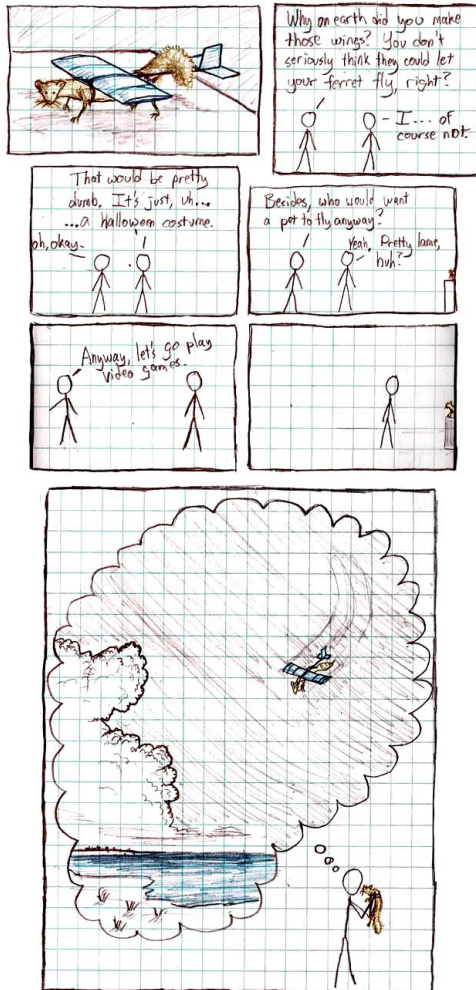 Why on earth did you make
those wings? You don't
seriously think they could let
your ferret fly, right?
I... of
course not.
That would be pretty
dumb. It's just, uh...
...a Halloween costume.
oh, okay.
Besides, who would want
a pet to fly anyway?
Yeah. Pretty lame,
huh?
Anyway, let's go play
video games.